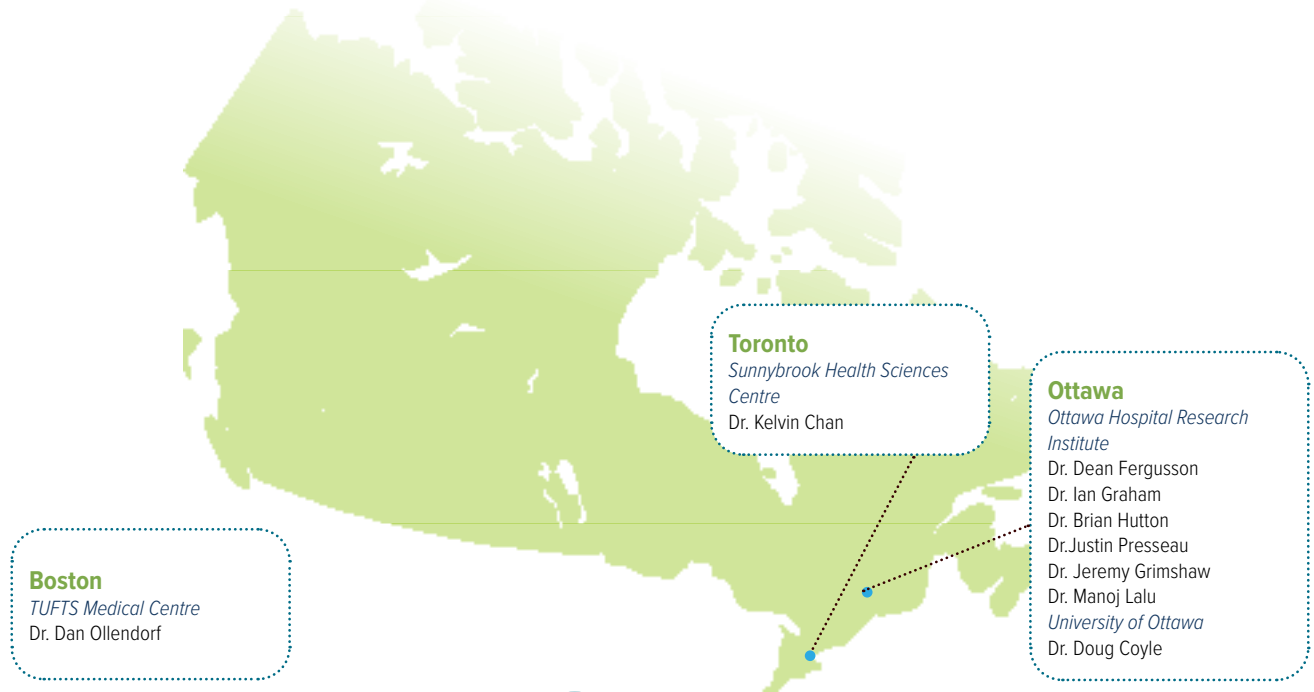 Toronto
Sunnybrook Health Sciences
Centre
Dr. Kelvin Chan
Ottawa
Ottawa Hospital Research
Institute
Dr. Dean Fergusson
Dr. Ian Graham
Dr. Brian Hutton
Dr.Justin Presseau
Dr. Jeremy Grimshaw
Dr. Manoj Lalu
University of Ottawa
Dr. Doug Coyle
Boston
TUFTS Medical Centre
Dr. Dan Ollendorf